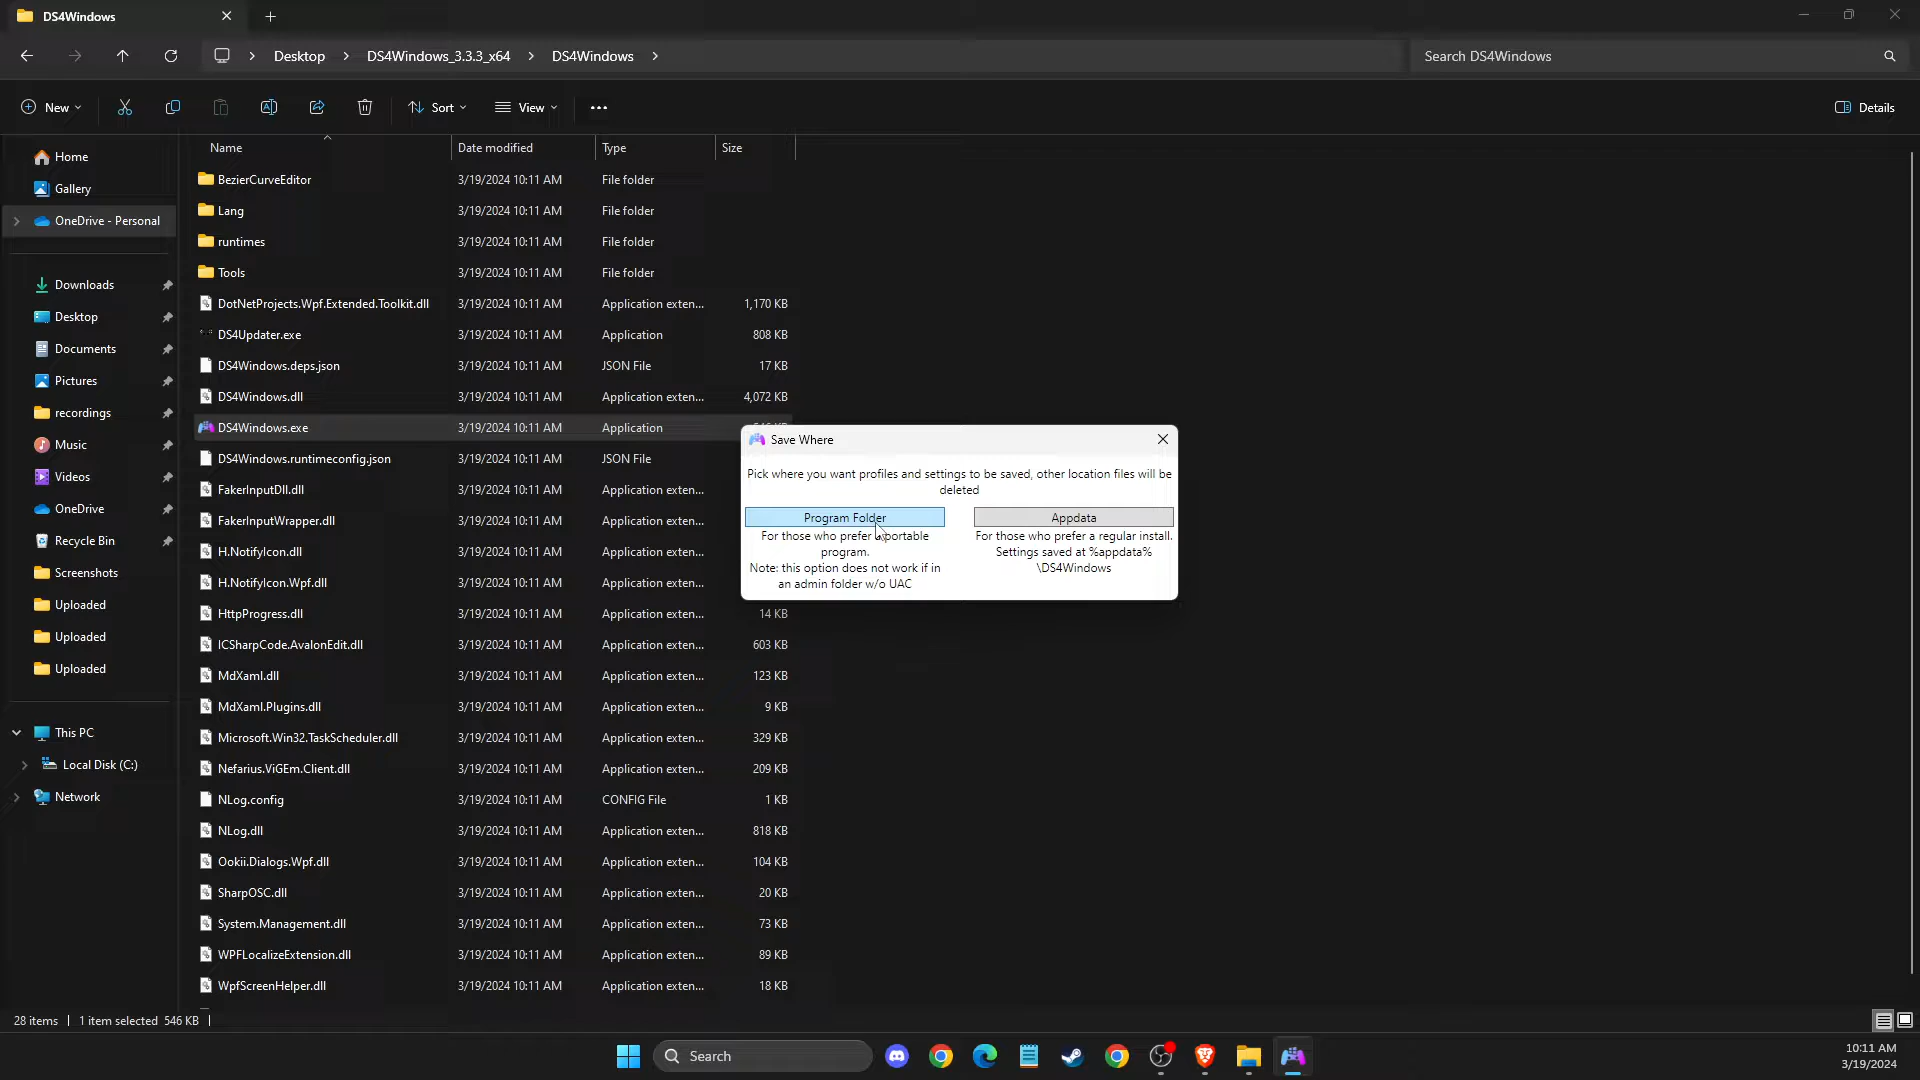 DS4Windows
Desktop
DS4Windows_3.3.3_x64
DS4Windows
Search DS4Windows
New
Sort
View
Details
Home
Gallery
OneDrive - Personal
Downloads
Desktop
Documents
Pictures
recordings
Music
Videos
OneDrive
Recycle Bin
Screenshots
Uploaded
Uploaded
Uploaded
This PC
Local Disk (C:)
Network
Name Date modified Type Size
BezierCurveEditor 3/19/2024 10:11 AM File folder
Lang 3/19/2024 10:11 AM File folder
runtimes 3/19/2024 10:11 AM File folder
Tools 3/19/2024 10:11 AM File folder
DotNetProjects.Wpf.Extended.Toolkit.dll 3/19/2024 10:11 AM Application exten... 1,170 KB
DS4Updater.exe 3/19/2024 10:11 AM Application 808 KB
DS4Windows.deps.json 3/19/2024 10:11 AM JSON File 17 KB
DS4Windows.dll 3/19/2024 10:11 AM Application exten... 4,072 KB
DS4Windows.exe 3/19/2024 10:11 AM Application
DS4Windows.runtimeconfig.json 3/19/2024 10:11 AM JSON File
FakerInputDll.dll 3/19/2024 10:11 AM Application exten...
FakerInputWrapper.dll 3/19/2024 10:11 AM Application exten...
H.NotifyIcon.dll 3/19/2024 10:11 AM Application exten...
H.NotifyIcon.Wpf.dll 3/19/2024 10:11 AM Application exten...
HttpProgress.dll 3/19/2024 10:11 AM Application exten... 14 KB
ICSharpCode.AvalonEdit.dll 3/19/2024 10:11 AM Application exten... 603 KB
MdXaml.dll 3/19/2024 10:11 AM Application exten... 123 KB
MdXaml.Plugins.dll 3/19/2024 10:11 AM Application exten... 9 KB
Microsoft.Win32.TaskScheduler.dll 3/19/2024 10:11 AM Application exten... 329 KB
Nefarius.ViGEm.Client.dll 3/19/2024 10:11 AM Application exten... 209 KB
NLog.config 3/19/2024 10:11 AM CONFIG File 1 KB
NLog.dll 3/19/2024 10:11 AM Application exten... 818 KB
Ookii.Dialogs.Wpf.dll 3/19/2024 10:11 AM Application exten... 104 KB
SharpOSC.dll 3/19/2024 10:11 AM Application exten... 20 KB
System.Management.dll 3/19/2024 10:11 AM Application exten... 73 KB
WPFLocalizeExtension.dll 3/19/2024 10:11 AM Application exten... 89 KB
WpfScreenHelper.dll 3/19/2024 10:11 AM Application exten... 18 KB
Save Where
Pick where you want profiles and settings to be saved, other location files will be
deleted
Program Folder
For those who prefer a portable
program.
Note: this option does not work if in
an admin folder w/o UAC
Appdata
For those who prefer a regular install.
Settings saved at %appdata%
\DS4Windows
28 items
1 item selected 546 KB
Search
10:11 AM
3/19/2024